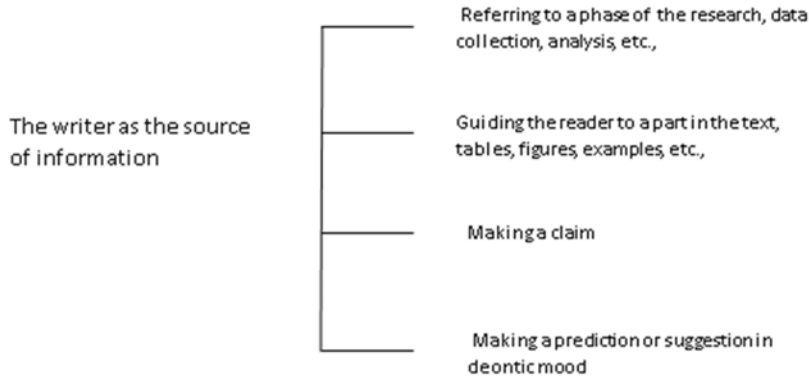 The writer as the source
of information
Referring to a phase of the research, data
collection, analysis, etc.,
Guiding the reader to a part in the text,
tables, figures, examples, etc.,
Making a claim
Making a prediction or suggestion in
deontic mood